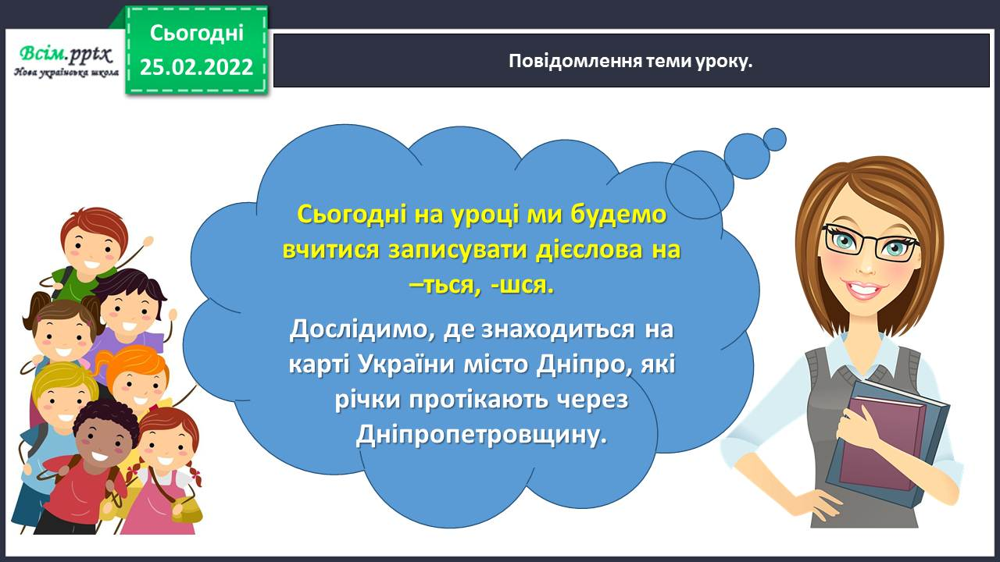 Всім.pptx
Нова українська школа
Сьогодні
25.02.2022
Повідомлення теми уроку.
Сьогодні на уроці ми будемо
вчитися записувати дієслова на
–ться, -шся.
Дослідимо, де знаходиться на
карті України місто Дніпро, які
річки протікають через
Дніпропетровщину.